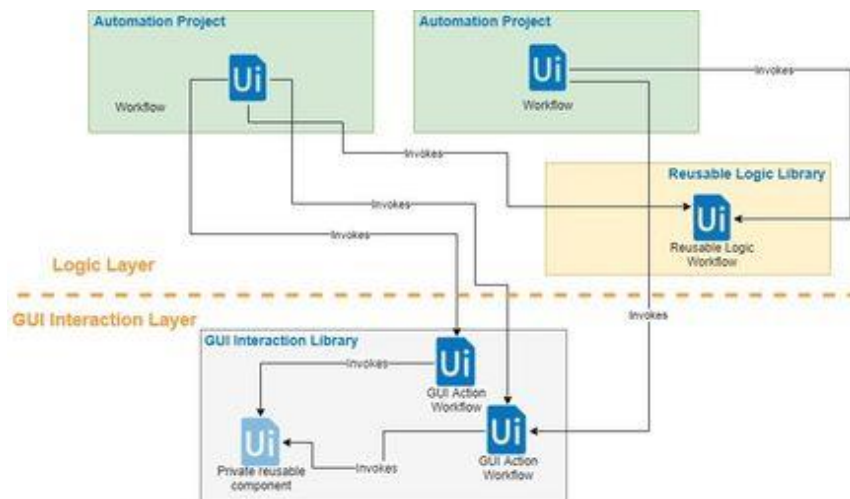 Automation Project
Automation Project
Ui
Ui
Workflow
Workflow
Invokes
Invokes
Reusable Logic Library
Ui
Reusable Logic
Workflow
Invokes
Invokes
Logic Layer
GUI Interaction Layer
Invokes
GUI Interaction Library
Ui
Invokes
GUI Action
Workflow
Ui
Ui
GUI Action
Workflow
Private reusable
component
Invokes